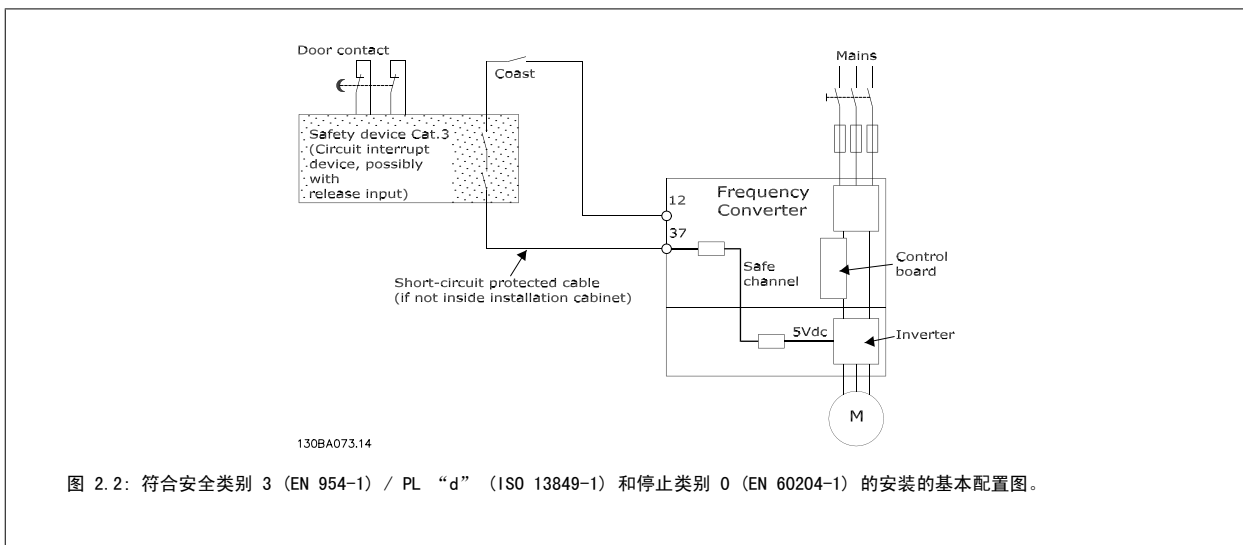 Door contact
Coast
Mains
Safety device Cat.3
(Circuit interrupt
device, possibly
with
release input)
12
Frequency
Converter
37
Safe
channel
Control
board
Short-circuit protected cable
(if not inside installation cabinet)
5Vdc
Inverter
M
130BA073.14
图 2.2: 符合安全类别 3 (EN 954-1) / PL “d” (ISO 13849-1) 和停止类别 0 (EN 60204-1) 的安装的基本配置图。